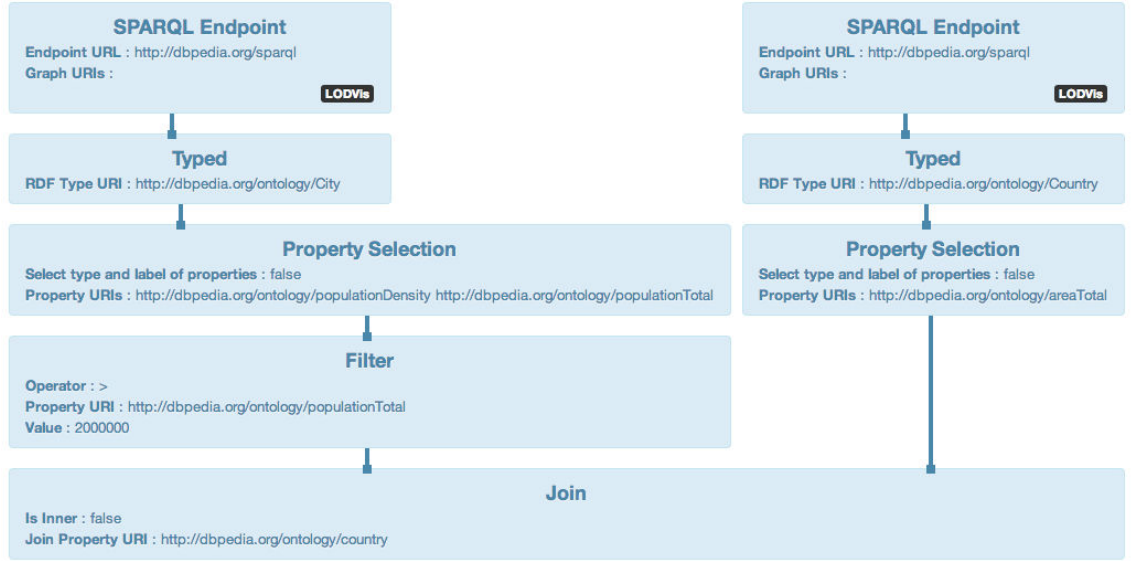 SPARQL Endpoint
Endpoint URL : http://dbpedia.org/sparql
Graph URIs :
LODVis
SPARQL Endpoint
Endpoint URL : http://dbpedia.org/sparql
Graph URIs :
LODVis
Typed
RDF Type URI : http://dbpedia.org/ontology/City
Typed
RDF Type URI : http://dbpedia.org/ontology/Country
Property Selection
Select type and label of properties : false
Property URIs : http://dbpedia.org/ontology/populationDensity http://dbpedia.org/ontology/populationTotal
Property Selection
Select type and label of properties : false
Property URIs : http://dbpedia.org/ontology/areaTotal
Filter
Operator : >
Property URI : http://dbpedia.org/ontology/populationTotal
Value : 2000000
Join
Is Inner : false
Join Property URI : http://dbpedia.org/ontology/country